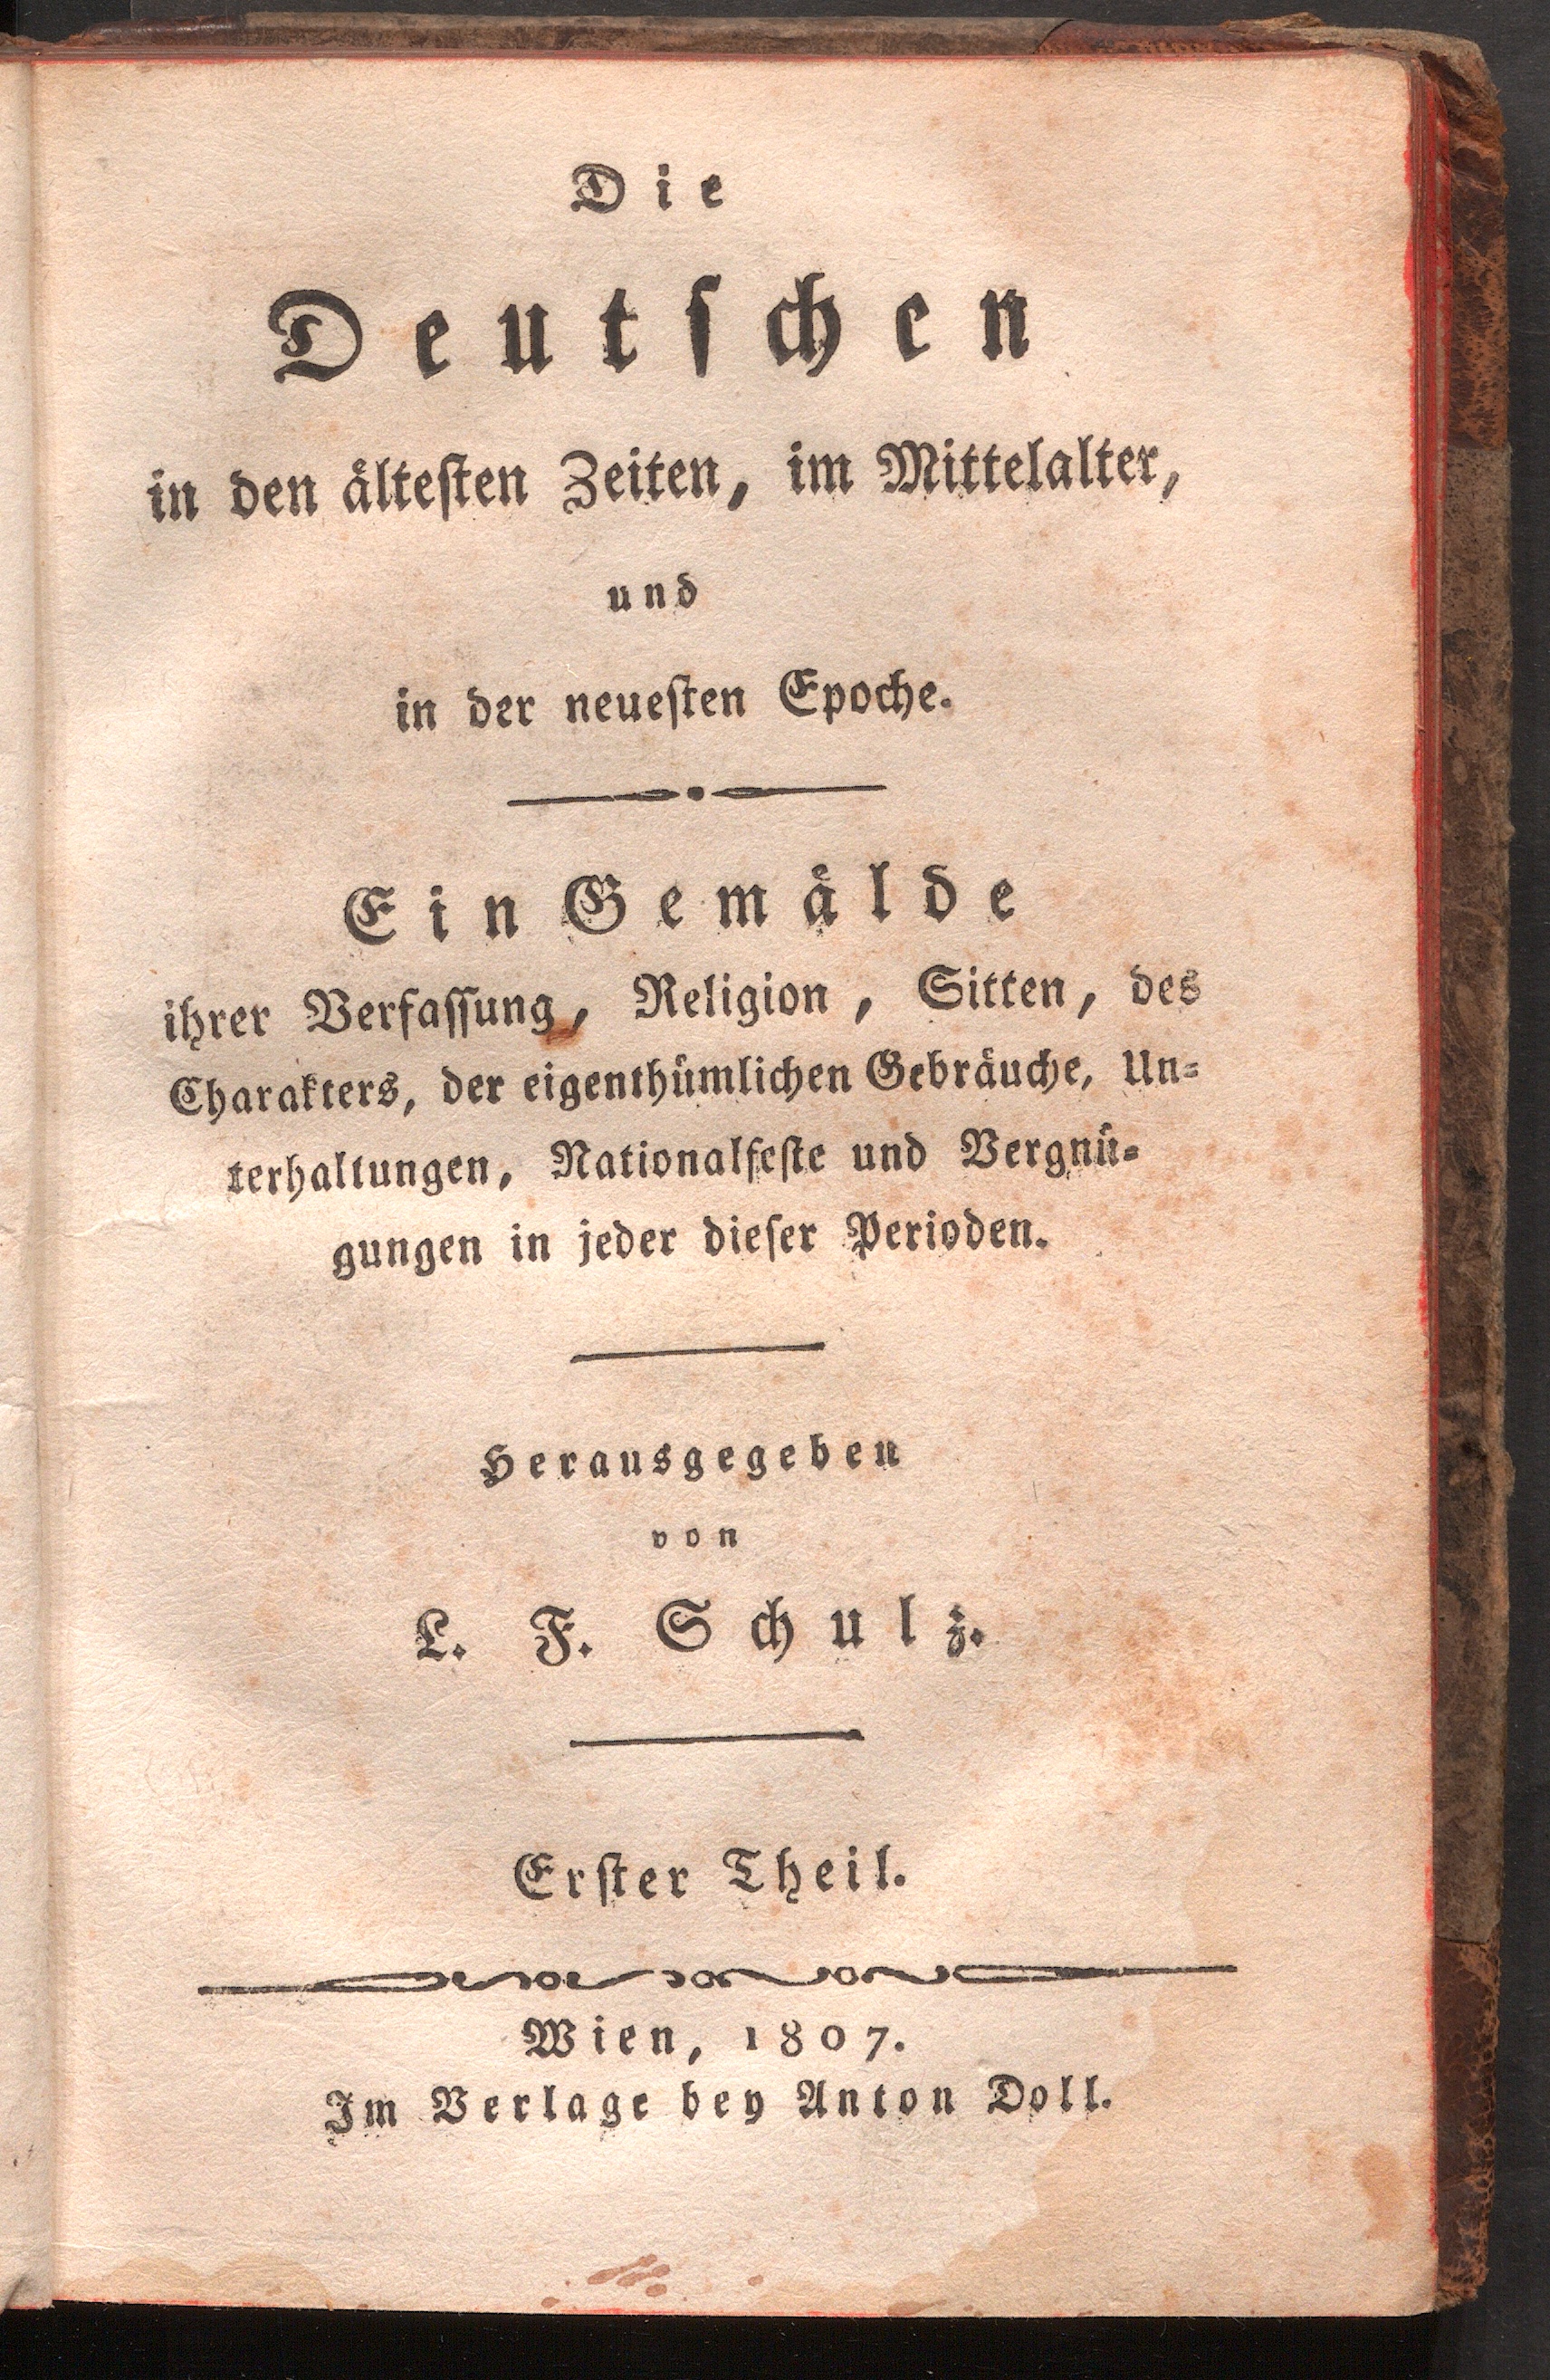 Die
Deutschen
in den ältesten Zeiten, im Mittelalter,
und
in der neuesten Epoche.
Ein Gemälde
ihrer Verfassung, Religion, Sitten, des
Charakters, der eigenthümlichen Gebräuche, Un-
terhaltungen, Nationalfeste und Vergnü-
gungen in jeder dieser Perioden.
Herausgegeben
von
L. F. Schulz.
Erster Theil.
Wien, 1807.
Im Verlage bey Anton Doll.